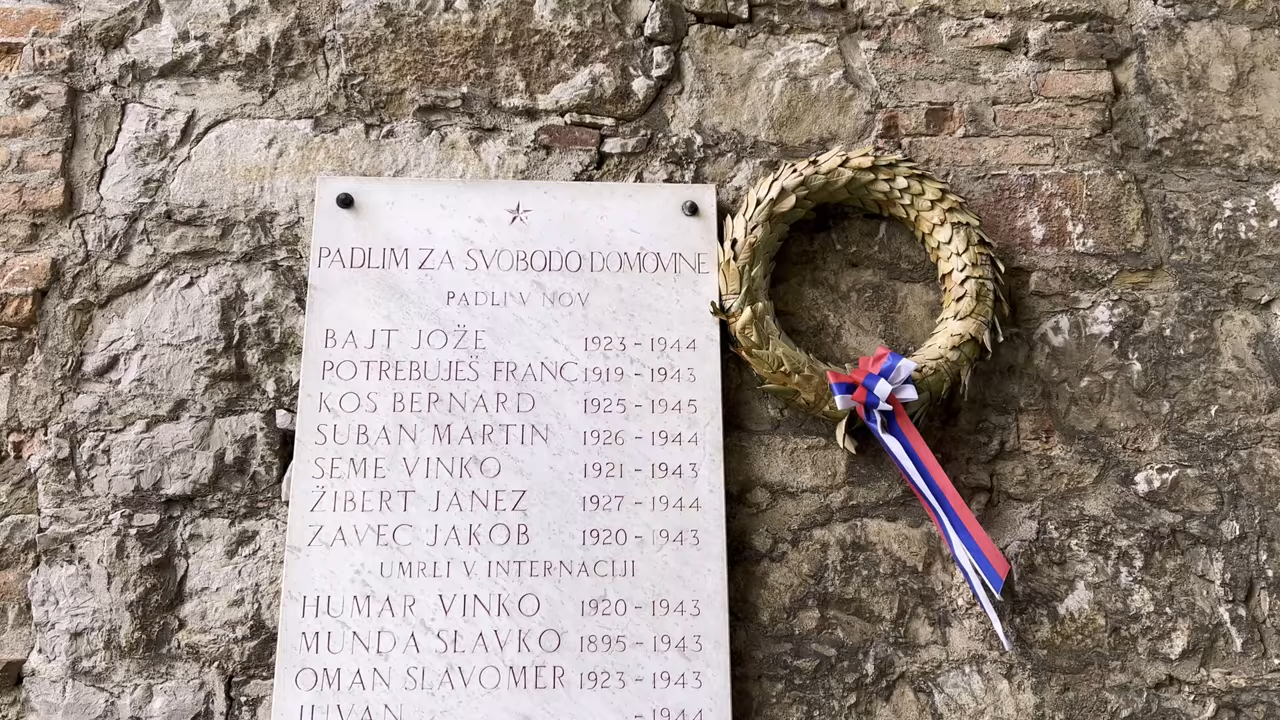 PADLIM ZA SVOBODO DOMOVINE
PADLI V NOV
BAJT JOŽE 1923 - 1944
POTREBUJEŠ FRANC 1919 - 1943
KOS BERNARD 1925 - 1945
SUBAN MARTIN 1926 - 1944
SEME VINKO 1921 - 1943
ŽIBERT JANEZ 1927 - 1944
ZAVEC JAKOB 1920 - 1943
UMRLI V INTERNACIJI
HUMAR VINKO 1920 - 1943
MUNDA SLAVKO 1895 - 1943
OMAN SLAVOMER 1923 - 1943
IUVAN - 1944